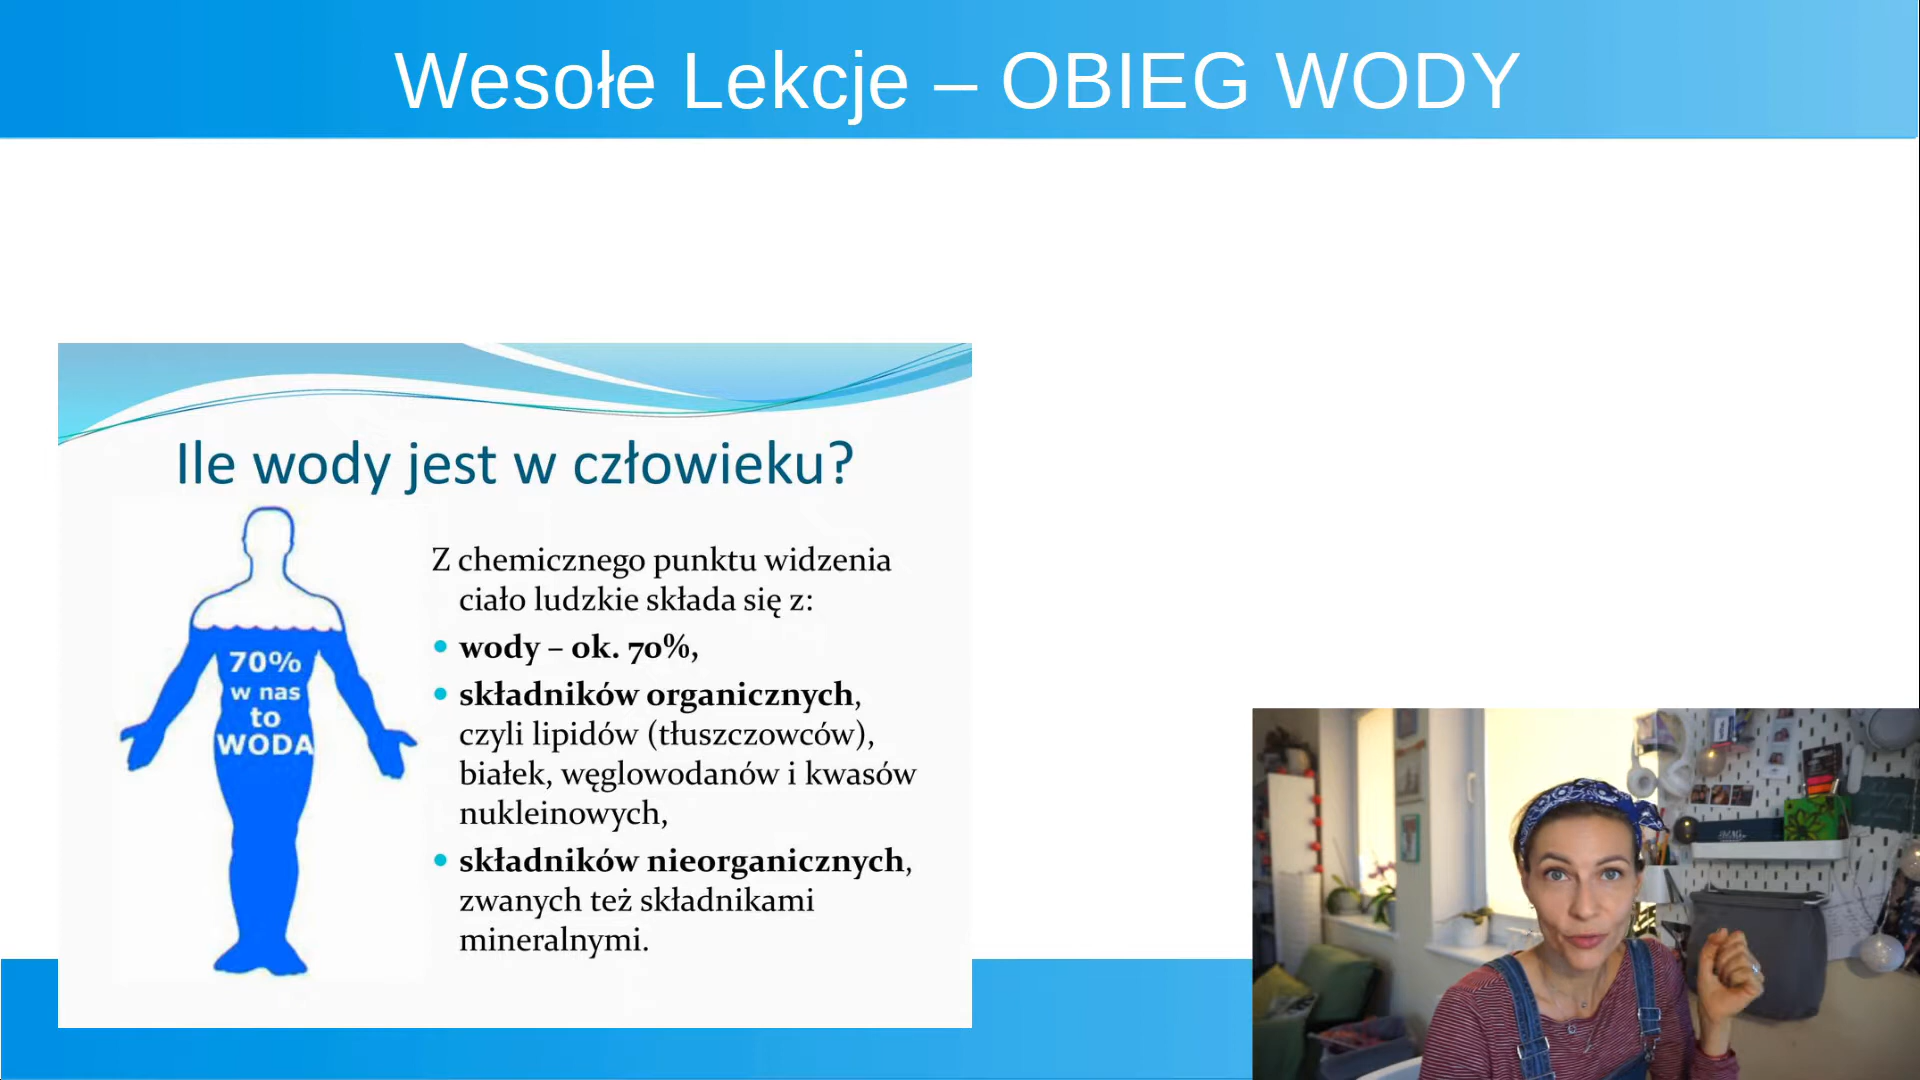 Wesołe Lekcje – OBIEG WODY
Ile wody jest w człowieku?
70%
w nas
to
WODA
Z chemicznego punktu widzenia
ciało ludzkie składa się z:
• wody – ok. 70%,
• składników organicznych,
czyli lipidów (tłuszczowców),
białek, węglowodanów i kwasów
nukleinowych,
• składników nieorganicznych,
zwanych też składnikami
mineralnymi.